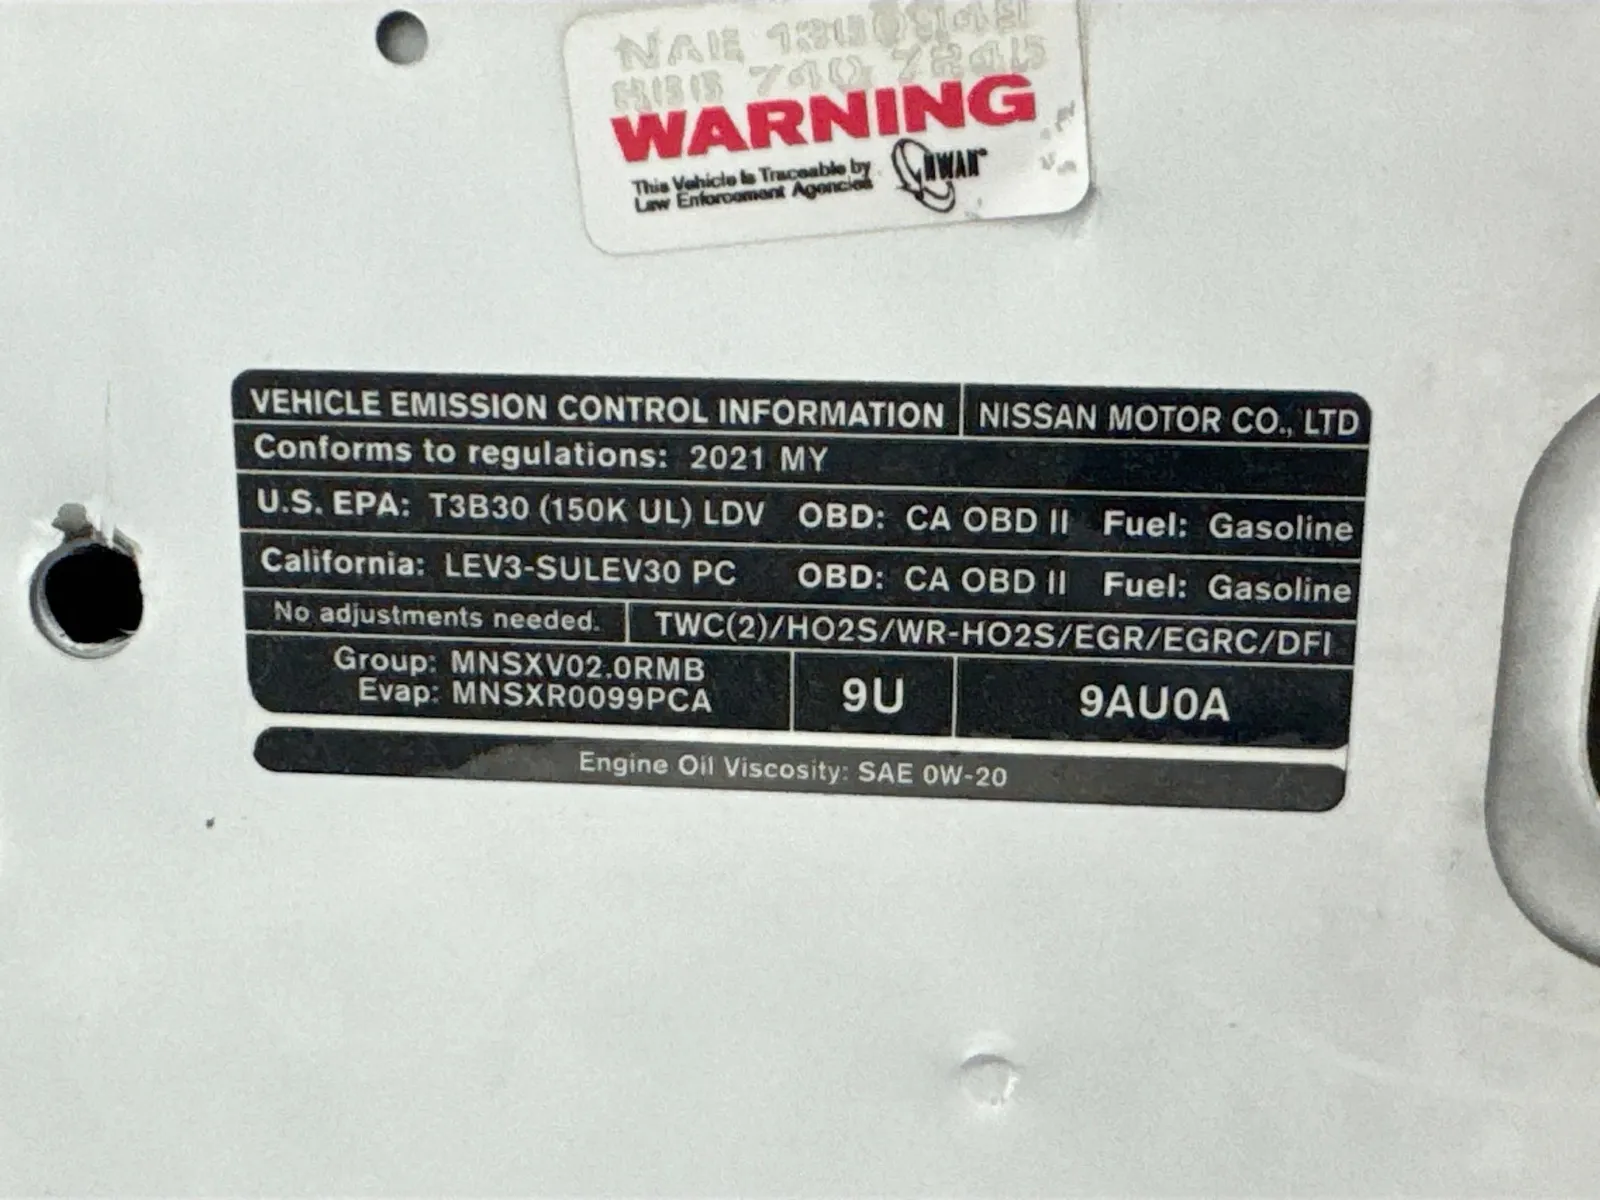 WARNING
This Vehicle Is Traceable by
Law Enforcement Agencies
VEHICLE EMISSION CONTROL INFORMATION NISSAN MOTOR CO., LTD
Conforms to regulations: 2021 MY
U.S. EPA: T3B30 (150K UL) LDV OBD: CA OBD II Fuel: Gasoline
California: LEV3-SULEV30 PC OBD: CA OBD II Fuel: Gasoline
No adjustments needed. TWC(2)/HO2S/WR-HO2S/EGR/EGRC/DFI
Group: MNSXV02.0RMB
Evap: MNSXR0099PCA
9U
9AU0A
Engine Oil Viscosity: SAE 0W-20